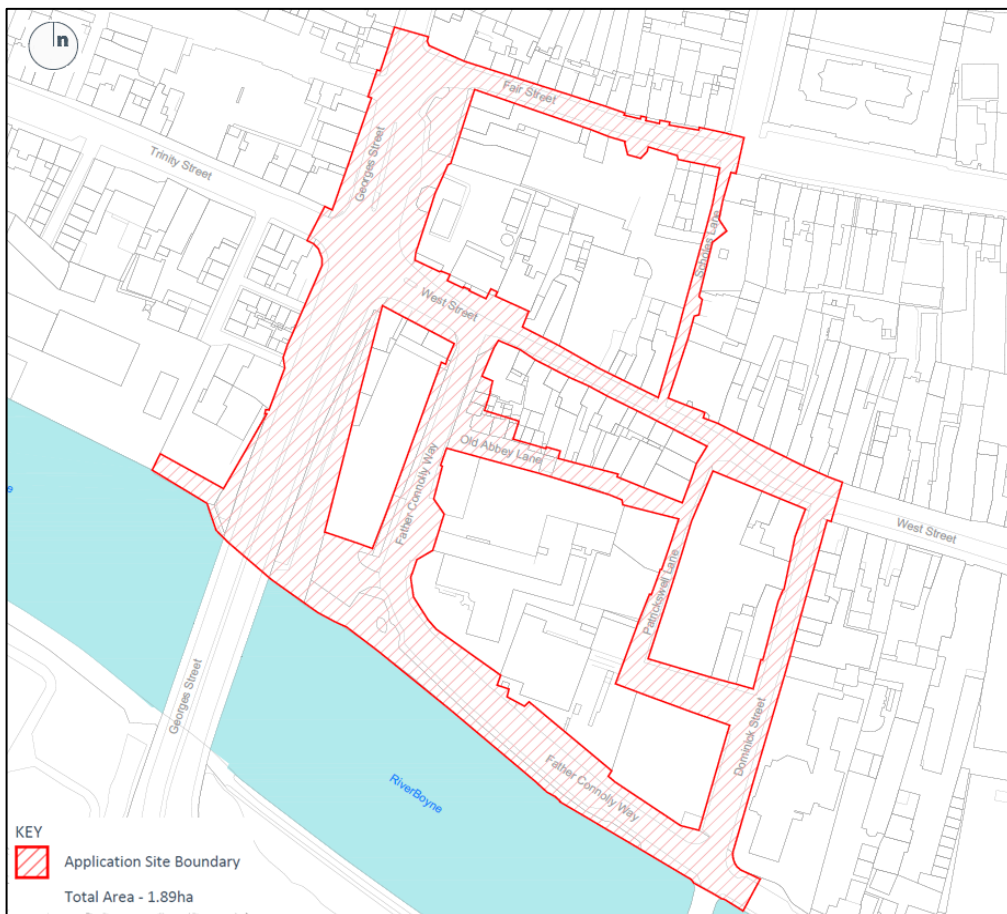 n
Fair Street
Georges Street
Trinity Street
Scholes Lane
West Street
Old Abbey Lane
Father Connolly Way
West Street
Patrickswell Lane
e
Georges Street
Dominick Street
RiverBoyne
Father Connolly Way
KEY
Application Site Boundary
Total Area - 1.89ha